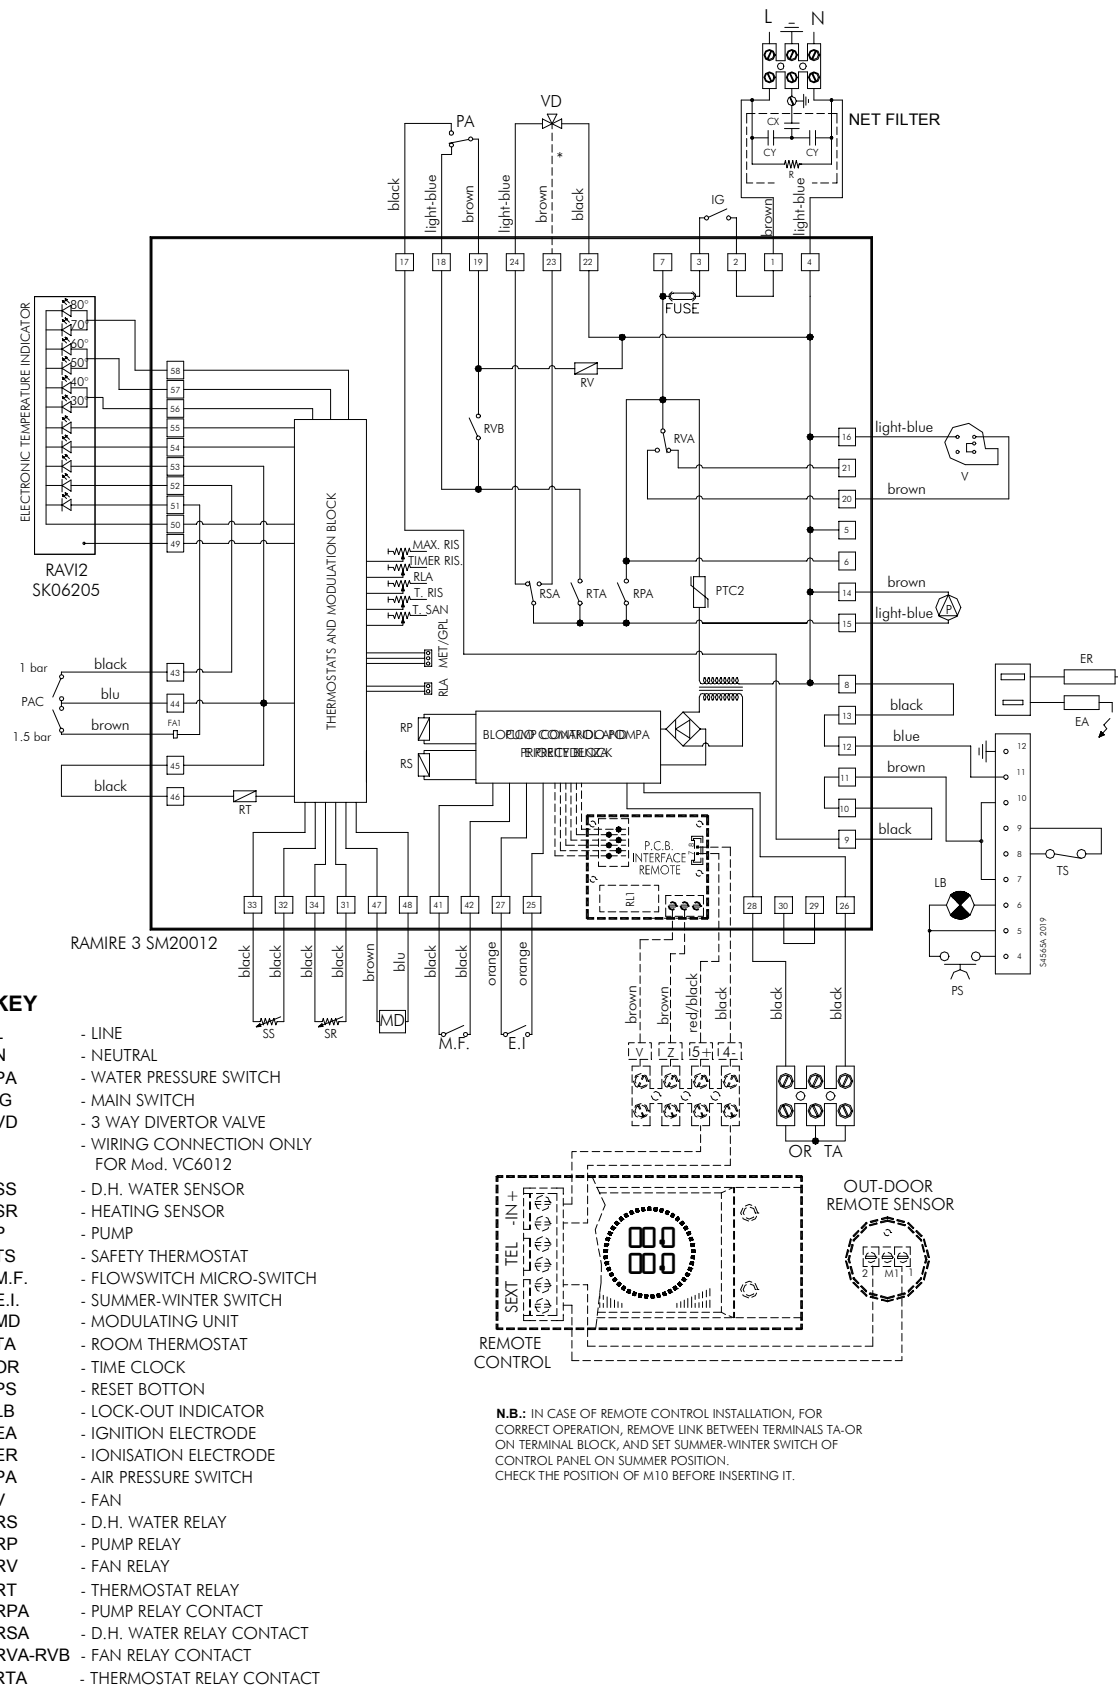 L N
NET FILTER
CX
CY CY
R
VD
PA
*
IG
black
light-blue
brown
light-blue
brown
black
brown
light-blue
17 18 19 24 23 22 7 3 2 1 4
FUSE
RV
RVB
RVA
ELECTRONIC TEMPERATURE INDICATOR
80°
70°
60°
50°
40°
30°
58
57
56
55
54
53
52
51
50
49
RAVI2
SK06205
THERMOSTATS AND MODULATION BLOCK
MAX. RIS
TIMER RIS.
RLA
T. RIS
T. SAN
MET/GPL
RLA
RSA RTA RPA PTC2
16 light-blue
21
20 brown
V
5
6
14 brown
15 light-blue
P
1 bar black 43
PAC blu 44
1.5 bar brown FA1
45
black 46
RT
RP
RS
8
13 black
12 blue
11 brown
10
9 black
ER
EA
12
11
10
9
8
7
6
5
4
TS
LB
PS
S4565A 2019
P.C.B.
INTERFACE
REMOTE
RL1
7 8
33 32 34 31 47 48 41 42 27 25 28 30 29 26
RAMIRE 3 SM20012
black
black
black
black
brown
blu
black
black
orange
orange
brown
brown
red/black
black
black
black
SS SR MD M.F. E.I
V Z 5+ 4-
OR TA
-IN+
TEL
SEXT
REMOTE
CONTROL
OUT-DOOR
REMOTE SENSOR
2 M1 1
KEY
L - LINE
N - NEUTRAL
PA - WATER PRESSURE SWITCH
IG - MAIN SWITCH
VD - 3 WAY DIVERTOR VALVE
- WIRING CONNECTION ONLY
FOR Mod. VC6012
SS - D.H. WATER SENSOR
SR - HEATING SENSOR
P - PUMP
TS - SAFETY THERMOSTAT
M.F. - FLOWSWITCH MICRO-SWITCH
E.I. - SUMMER-WINTER SWITCH
MD - MODULATING UNIT
TA - ROOM THERMOSTAT
OR - TIME CLOCK
PS - RESET BOTTON
LB - LOCK-OUT INDICATOR
EA - IGNITION ELECTRODE
ER - IONISATION ELECTRODE
PA - AIR PRESSURE SWITCH
V - FAN
RS - D.H. WATER RELAY
RP - PUMP RELAY
RV - FAN RELAY
RT - THERMOSTAT RELAY
RPA - PUMP RELAY CONTACT
RSA - D.H. WATER RELAY CONTACT
RVA-RVB - FAN RELAY CONTACT
RTA - THERMOSTAT RELAY CONTACT
N.B.: IN CASE OF REMOTE CONTROL INSTALLATION, FOR
CORRECT OPERATION, REMOVE LINK BETWEEN TERMINALS TA-OR
ON TERMINAL BLOCK, AND SET SUMMER-WINTER SWITCH OF
CONTROL PANEL ON SUMMER POSITION.
CHECK THE POSITION OF M10 BEFORE INSERTING IT.